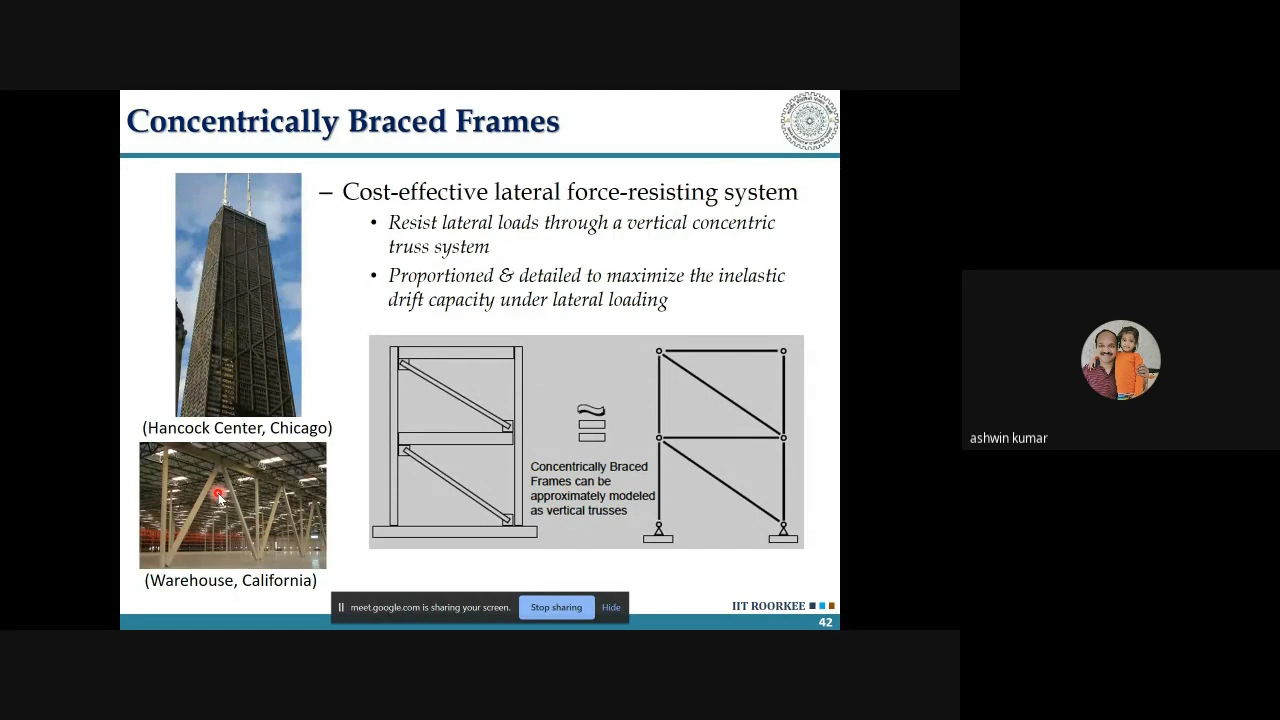 Concentrically Braced Frames
– Cost-effective lateral force-resisting system
• Resist lateral loads through a vertical concentric
truss system
• Proportioned & detailed to maximize the inelastic
drift capacity under lateral loading
(Hancock Center, Chicago)
Concentrically Braced
Frames can be
approximately modeled
as vertical trusses
(Warehouse, California)
meet.google.com is sharing your screen.
Stop sharing
Hide
IIT ROORKEE
42
ashwin kumar